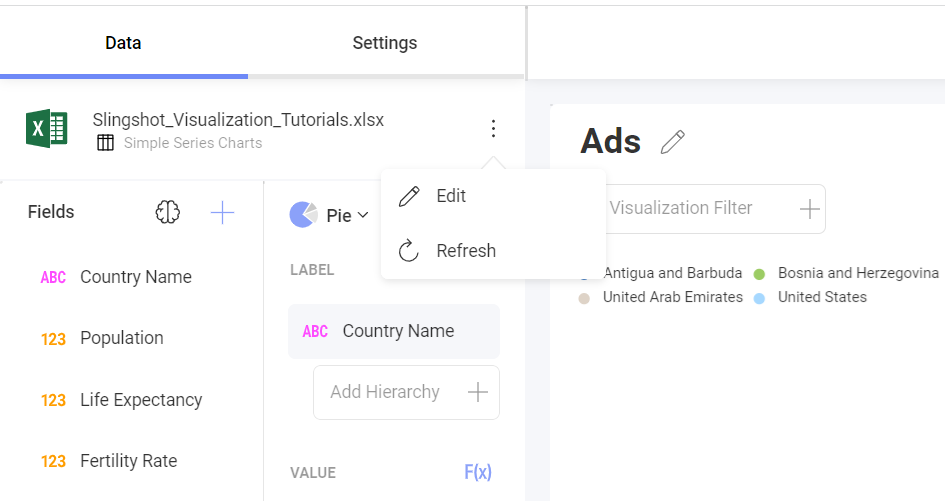 Data
Settings
Slingshot_Visualization_Tutorials.xlsx
Simple Series Charts
Edit
Refresh
Fields
Pie
LABEL
ABC Country Name
123 Population
123 Life Expectancy
123 Fertility Rate
ABC Country Name
Add Hierarchy
VALUE
F(x)
Ads
Visualization Filter
Antigua and Barbuda
Bosnia and Herzegovina
United Arab Emirates
United States